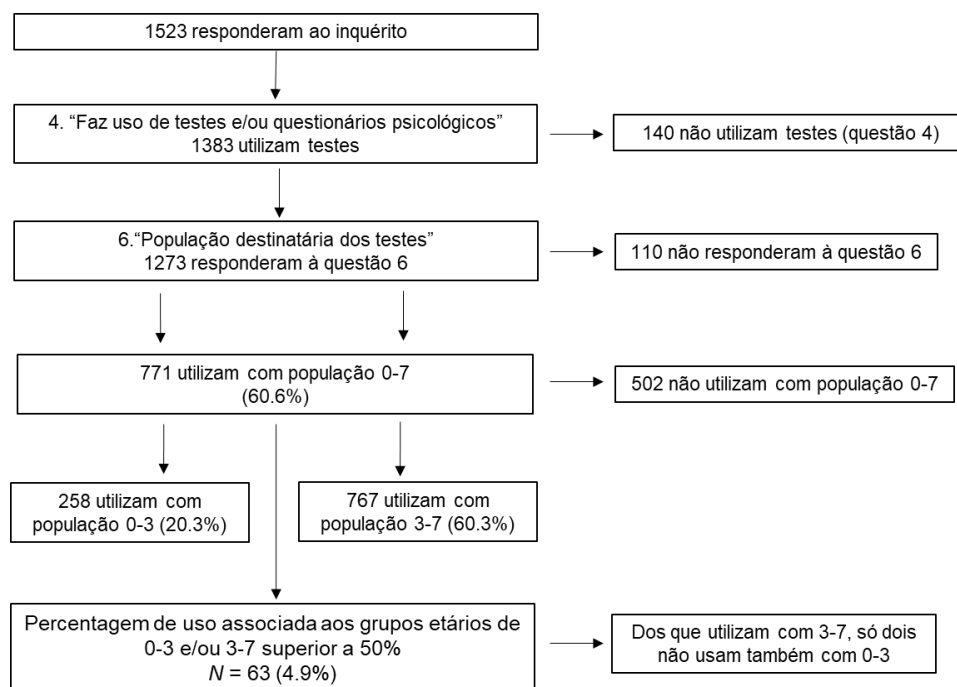 1523 responderam ao inquérito
4. “Faz uso de testes e/ou questionários psicológicos”
1383 utilizam testes
140 não utilizam testes (questão 4)
6.“População destinatária dos testes”
1273 responderam à questão 6
110 não responderam à questão 6
771 utilizam com população 0-7
(60.6%)
502 não utilizam com população 0-7
258 utilizam com
população 0-3 (20.3%)
767 utilizam com
população 3-7 (60.3%)
Percentagem de uso associada aos grupos etários de
0-3 e/ou 3-7 superior a 50%
N = 63 (4.9%)
Dos que utilizam com 3-7, só dois
não usam também com 0-3